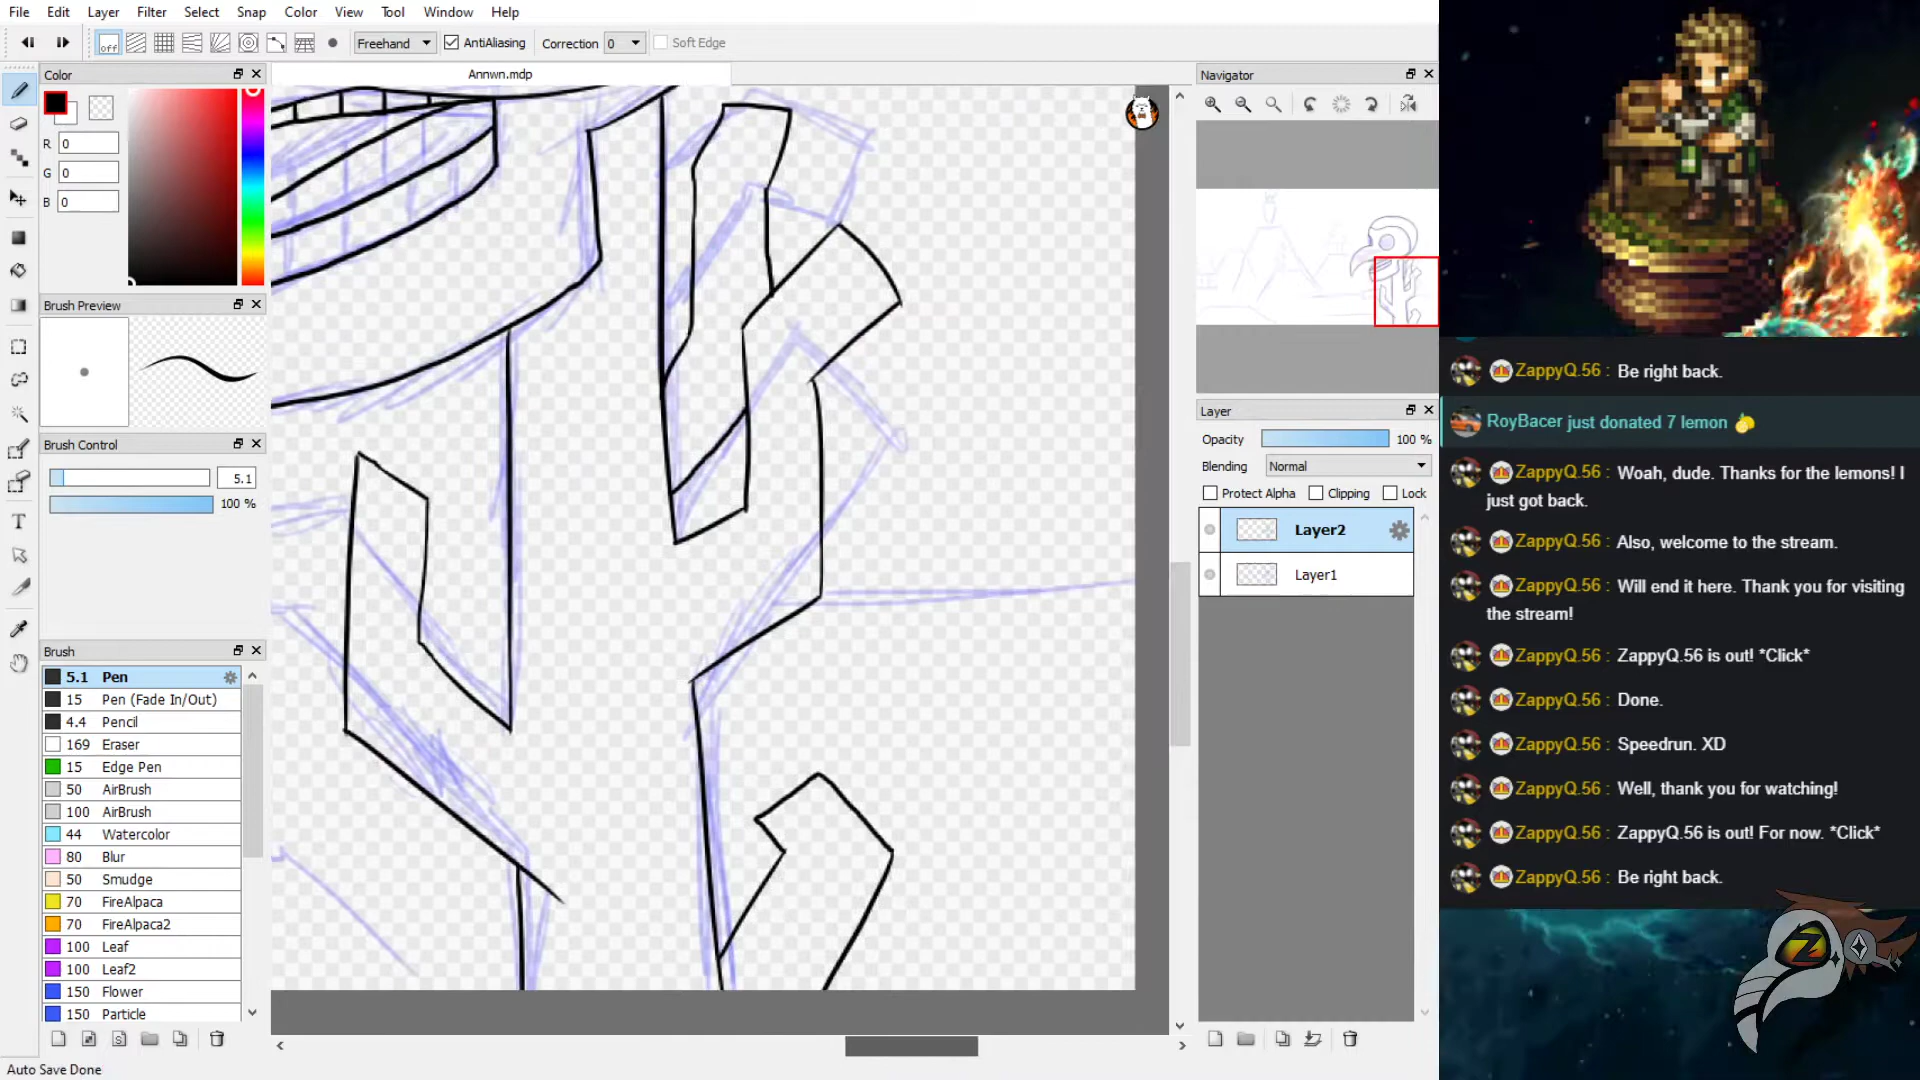 File Edit Layer Filter Select Snap Color View Tool Window Help
off Freehand AntiAliasing Correction 0 Soft Edge
Color
Annwn.mdp
Navigator
R 0
G 0
B 0
Brush Preview
Brush Control
5.1
100 %
Brush
5.1 Pen
15 Pen (Fade In/Out)
4.4 Pencil
169 Eraser
15 Edge Pen
50 AirBrush
100 AirBrush
44 Watercolor
80 Blur
50 Smudge
70 FireAlpaca
70 FireAlpaca2
100 Leaf
100 Leaf2
150 Flower
150 Particle
Auto Save Done
Layer
Opacity 100 %
Blending Normal
Protect Alpha Clipping Lock
Layer2
Layer1
ZappyQ.56 : Be right back.
RoyBacer just donated 7 lemon
ZappyQ.56 : Woah, dude. Thanks for the lemons! I
just got back.
ZappyQ.56 : Also, welcome to the stream.
ZappyQ.56 : Will end it here. Thank you for visiting
the stream!
ZappyQ.56 : ZappyQ.56 is out! *Click*
ZappyQ.56 : Done.
ZappyQ.56 : Speedrun. XD
ZappyQ.56 : Well, thank you for watching!
ZappyQ.56 : ZappyQ.56 is out! For now. *Click*
ZappyQ.56 : Be right back.
Z